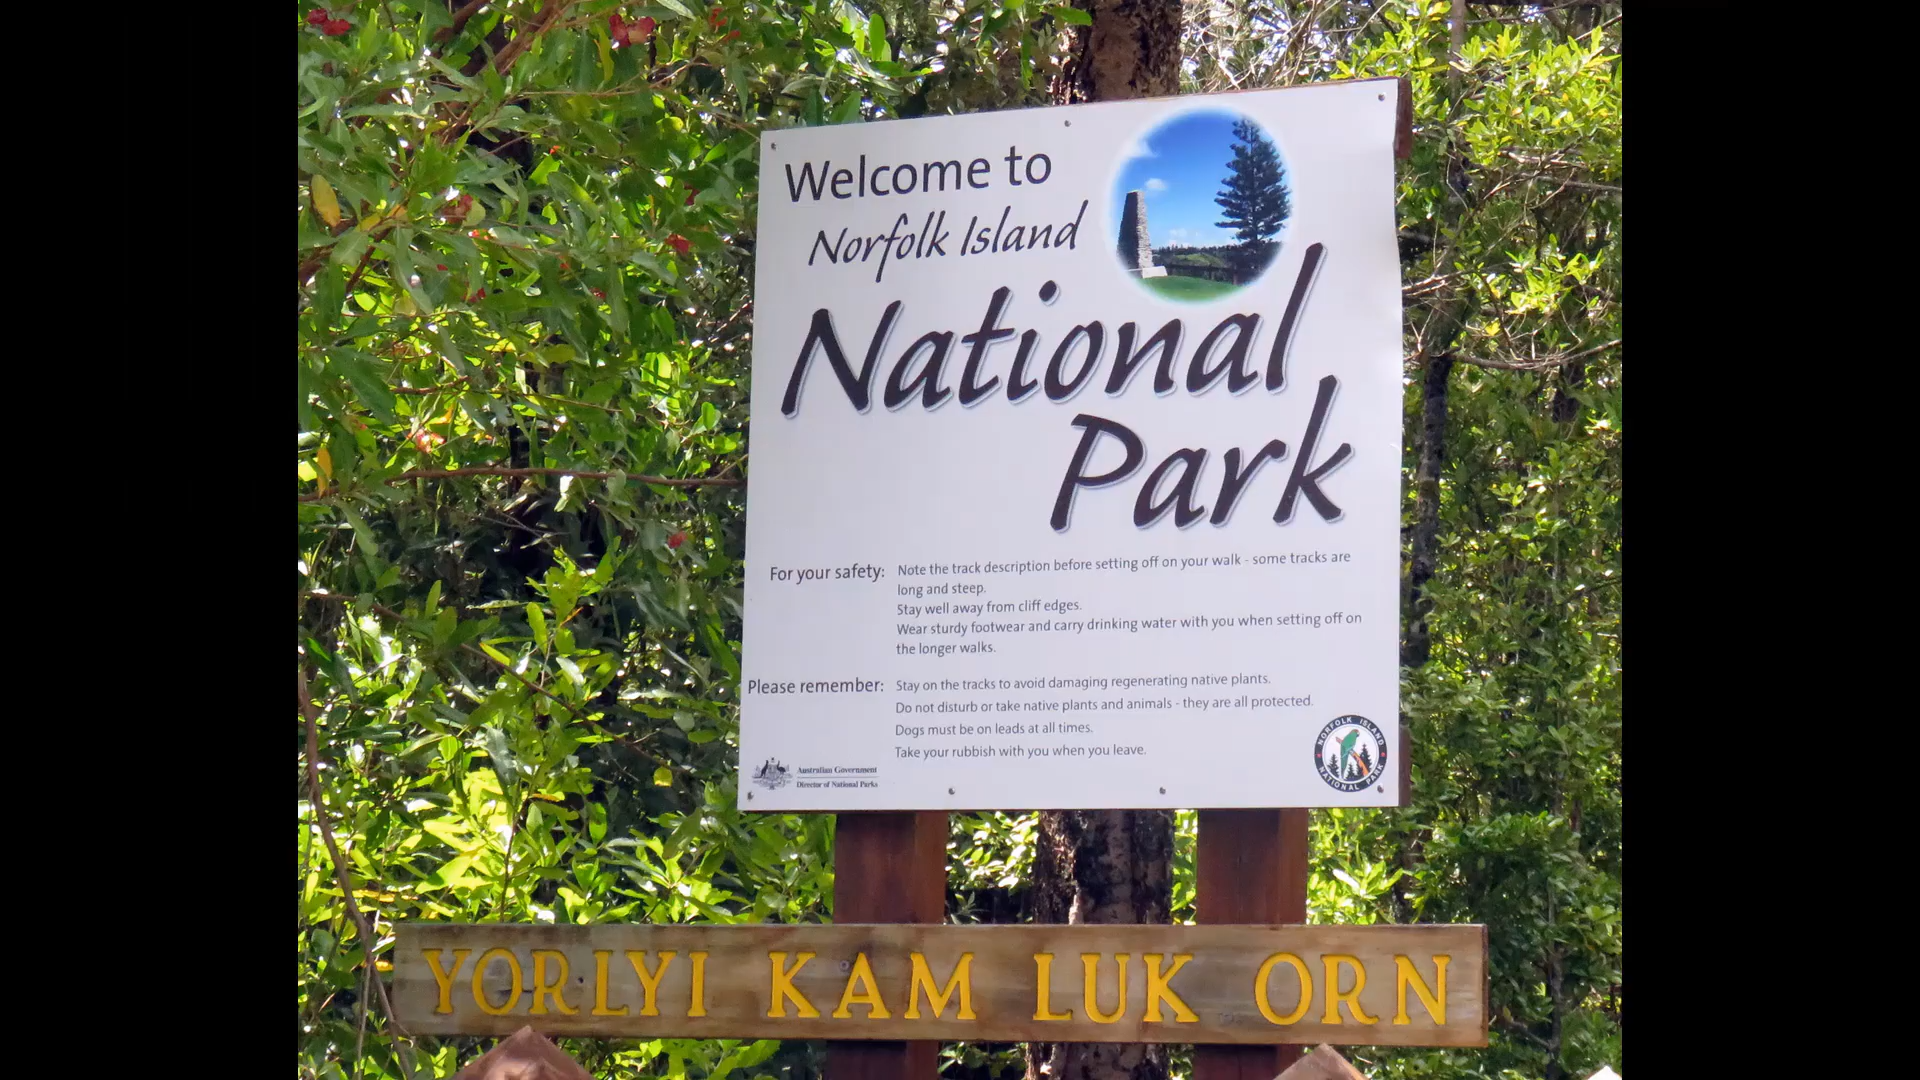 Welcome to
Norfolk Island
National
Park
For your safety: Note the track description before setting off on your walk - some tracks are
long and steep.
Stay well away from cliff edges.
Wear sturdy footwear and carry drinking water with you when setting off on
the longer walks.
Please remember: Stay on the tracks to avoid damaging regenerating native plants.
Do not disturb or take native plants and animals - they are all protected.
Dogs must be on leads at all times.
Take your rubbish with you when you leave.
Australian Government
Director of National Parks
NORFOLK ISLAND
NATIONAL PARK
YORLYI KAM LUK ORN